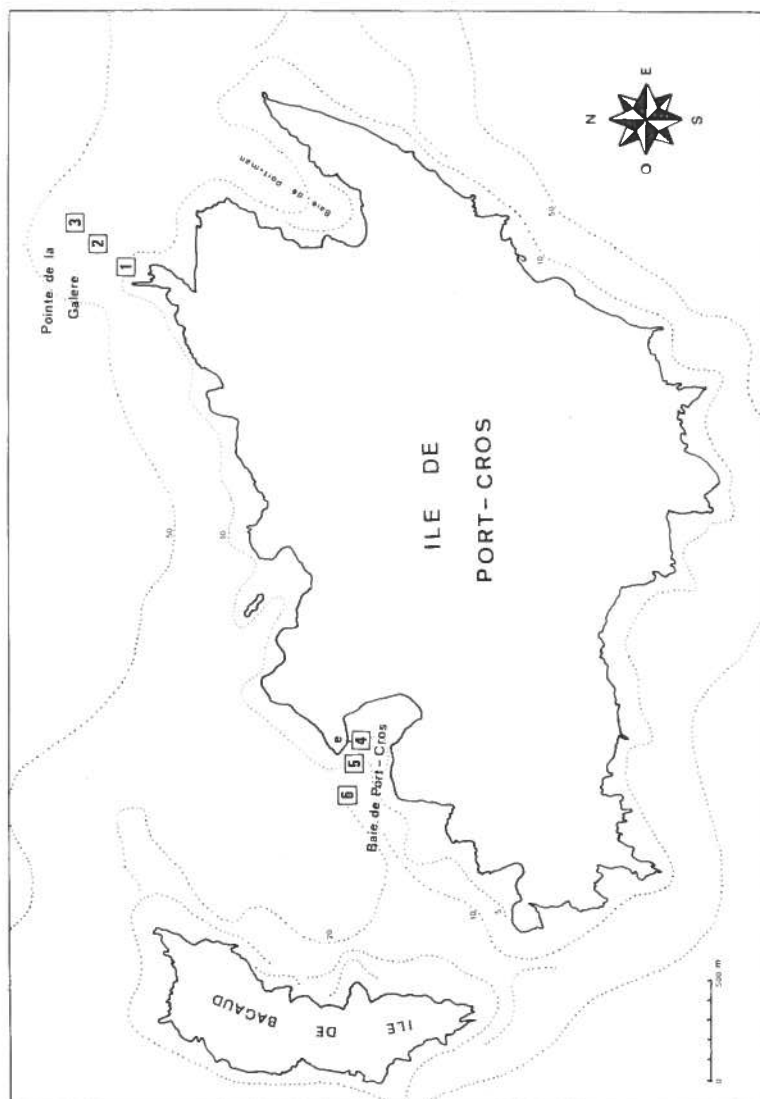 Pointe de la
Galere
3
2
1
Baie de Port-man
N
E
S
O
50
10
50
10
ILE DE
PORT-CROS
e
4
5
6
Baie de Port-Cros
20
10
5
ILE
DE
BAGAUD
0 500 m